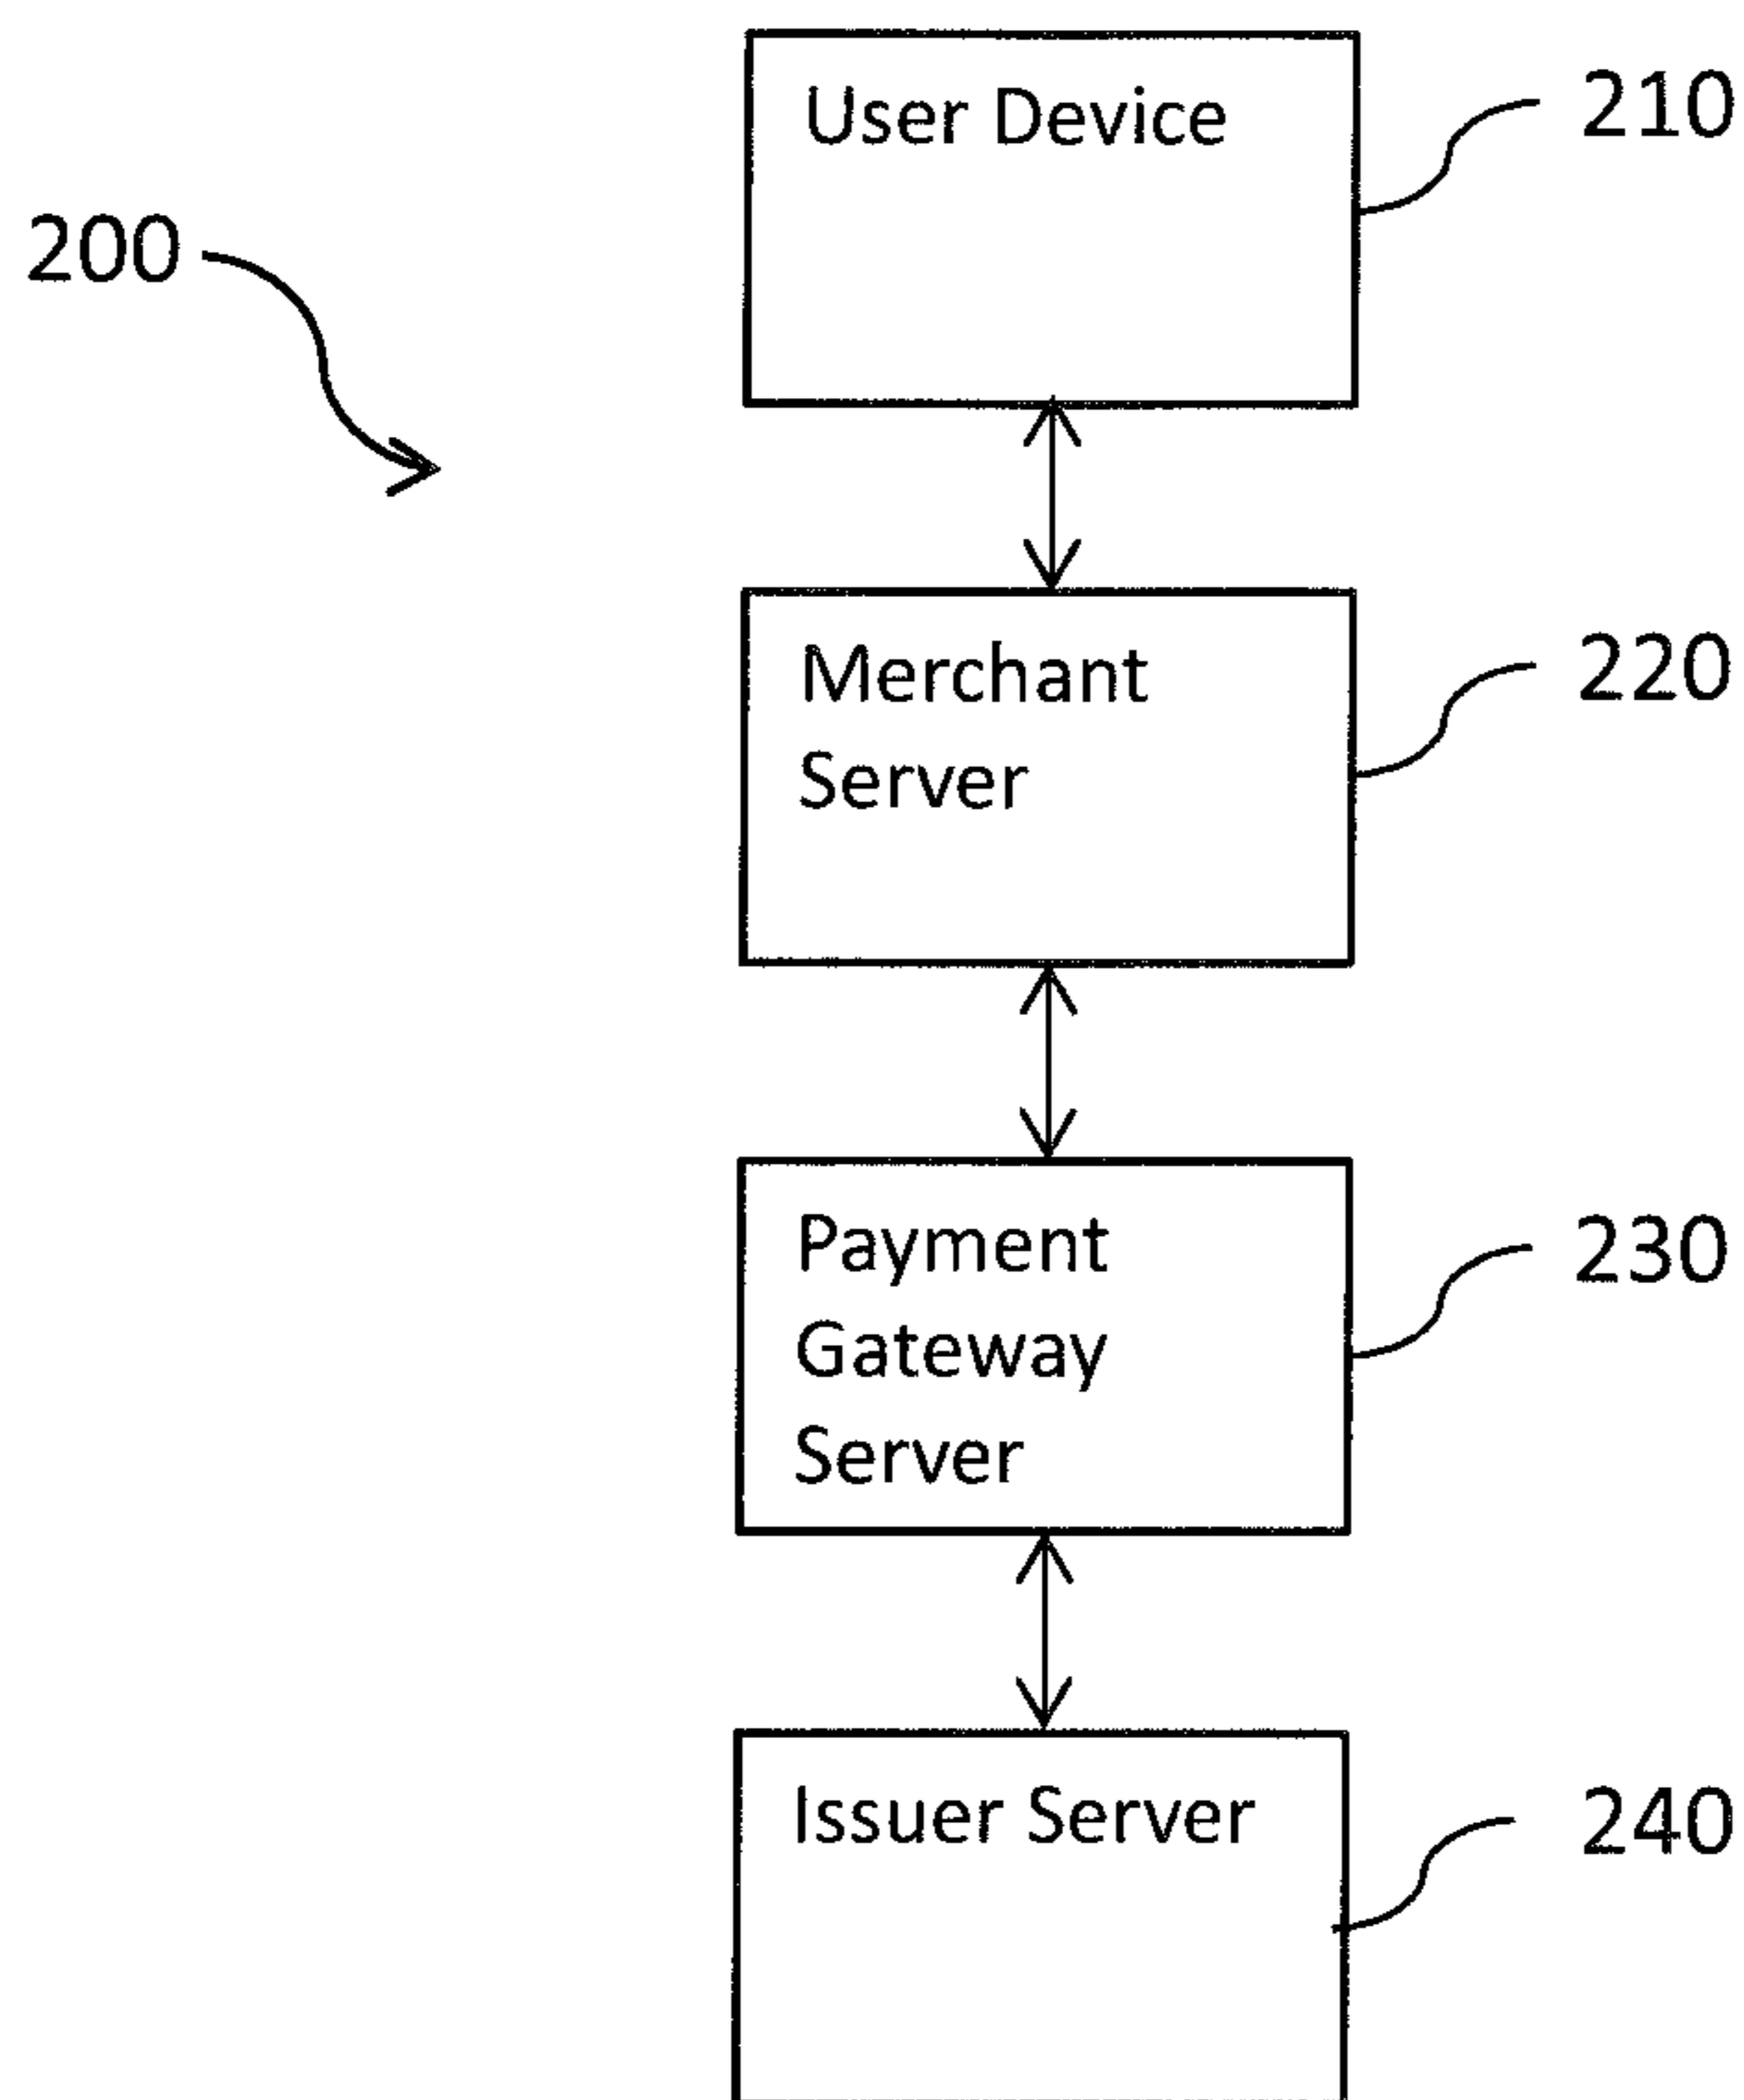 User Device
210
200
Merchant
Server
220
Payment
Gateway
Server
230
Issuer Server
240